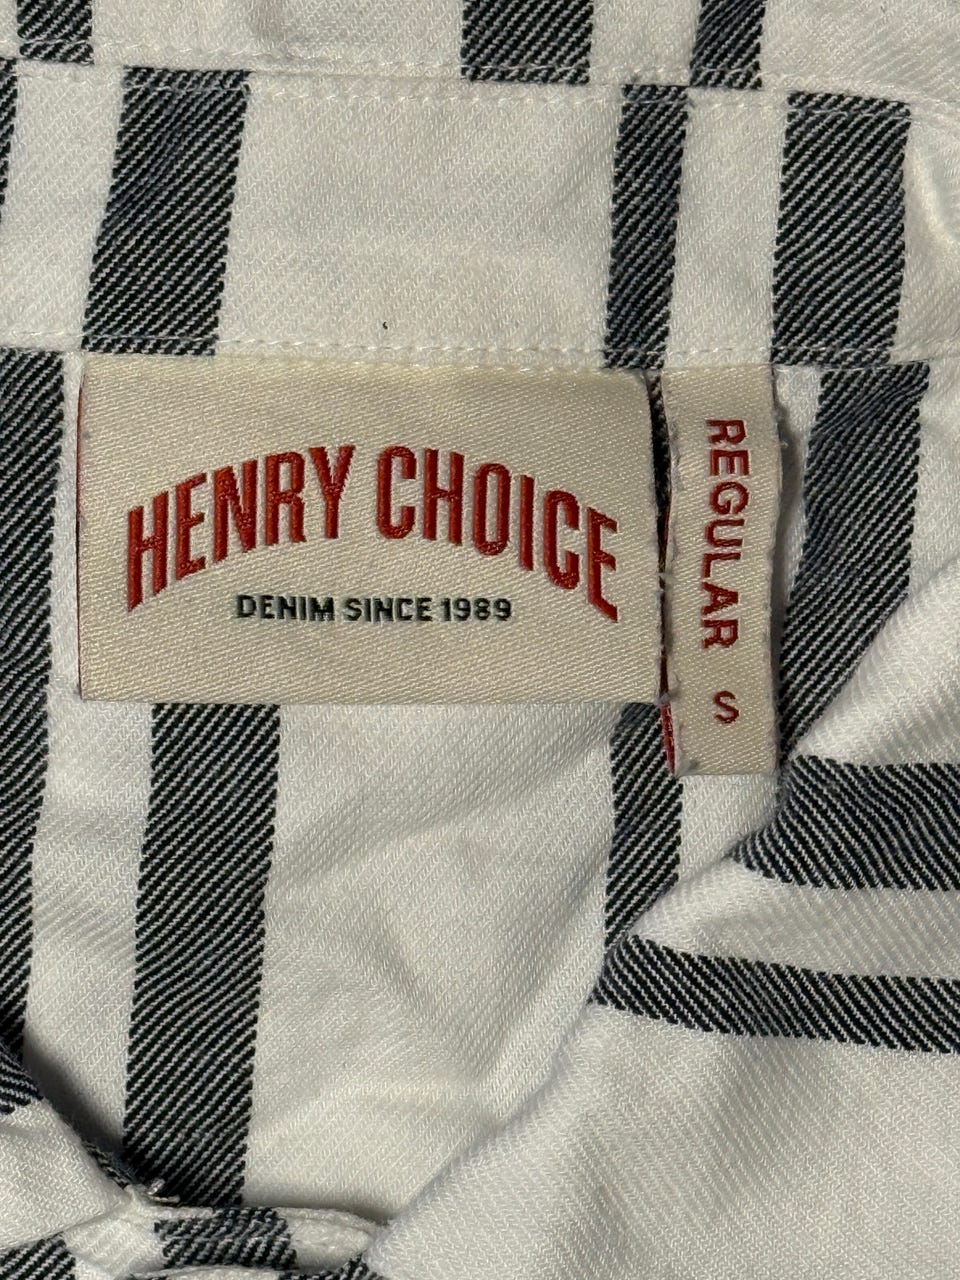 HENRY CHOICE
DENIM SINCE 1989
REGULAR S